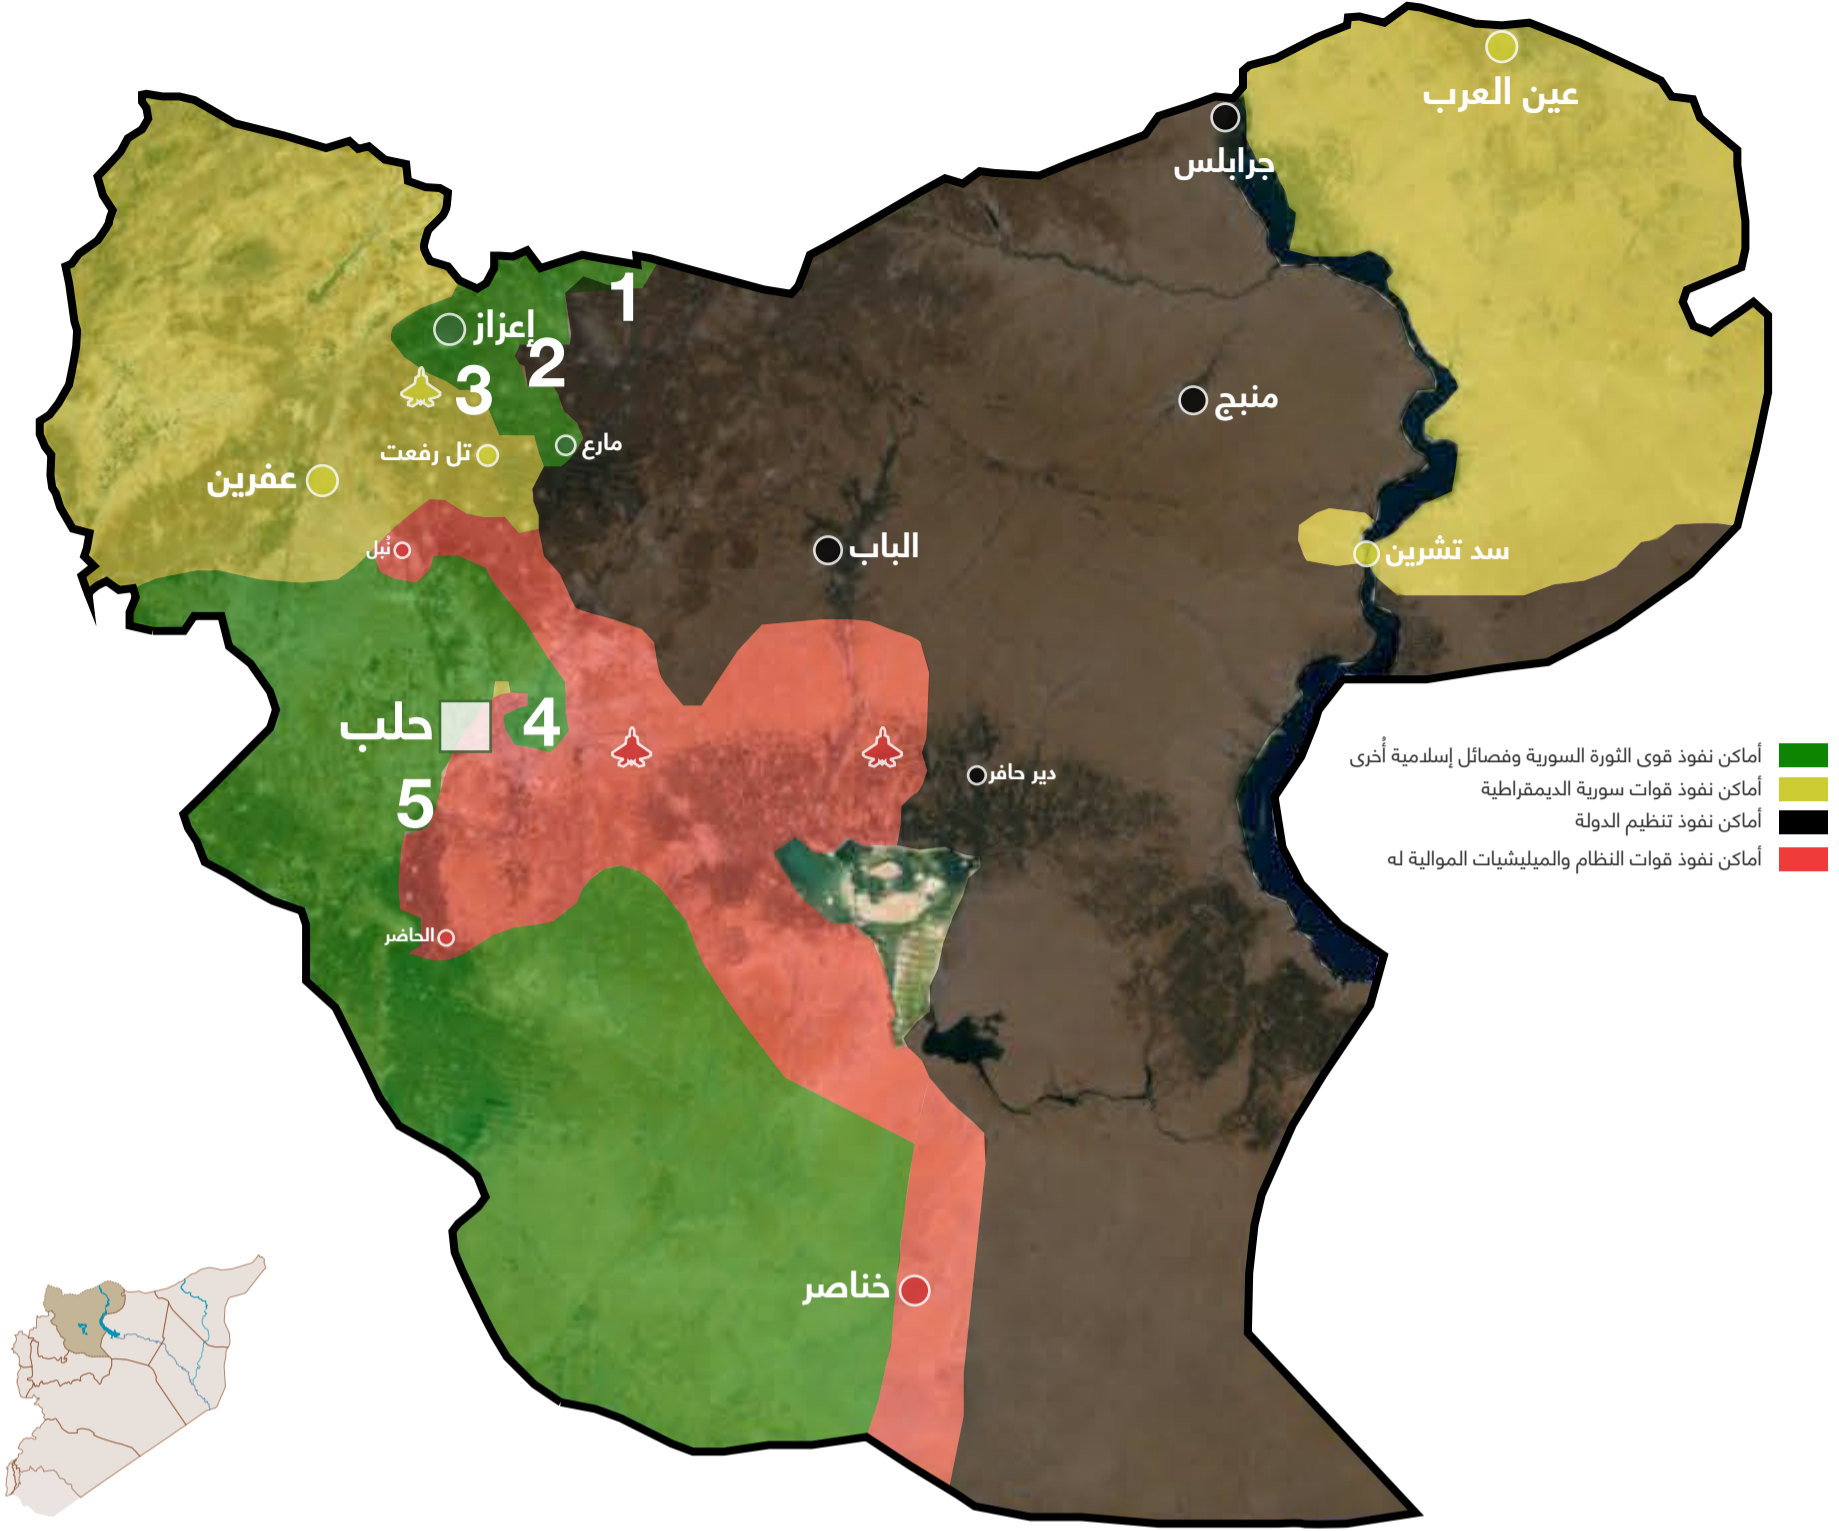 عين العرب
جرابلس
1
إعزاز
2
3
منبج
مارع
تل رفعت
عفرين
الباب
سد تشرين
نُبل
4
حلب
5
دير حافر
الحاضر
خناصر
أماكن نفوذ قوى الثورة السورية وفصائل إسلامية أُخرى
أماكن نفوذ قوات سورية الديمقراطية
أماكن نفوذ تنظيم الدولة
أماكن نفوذ قوات النظام والميليشيات الموالية له